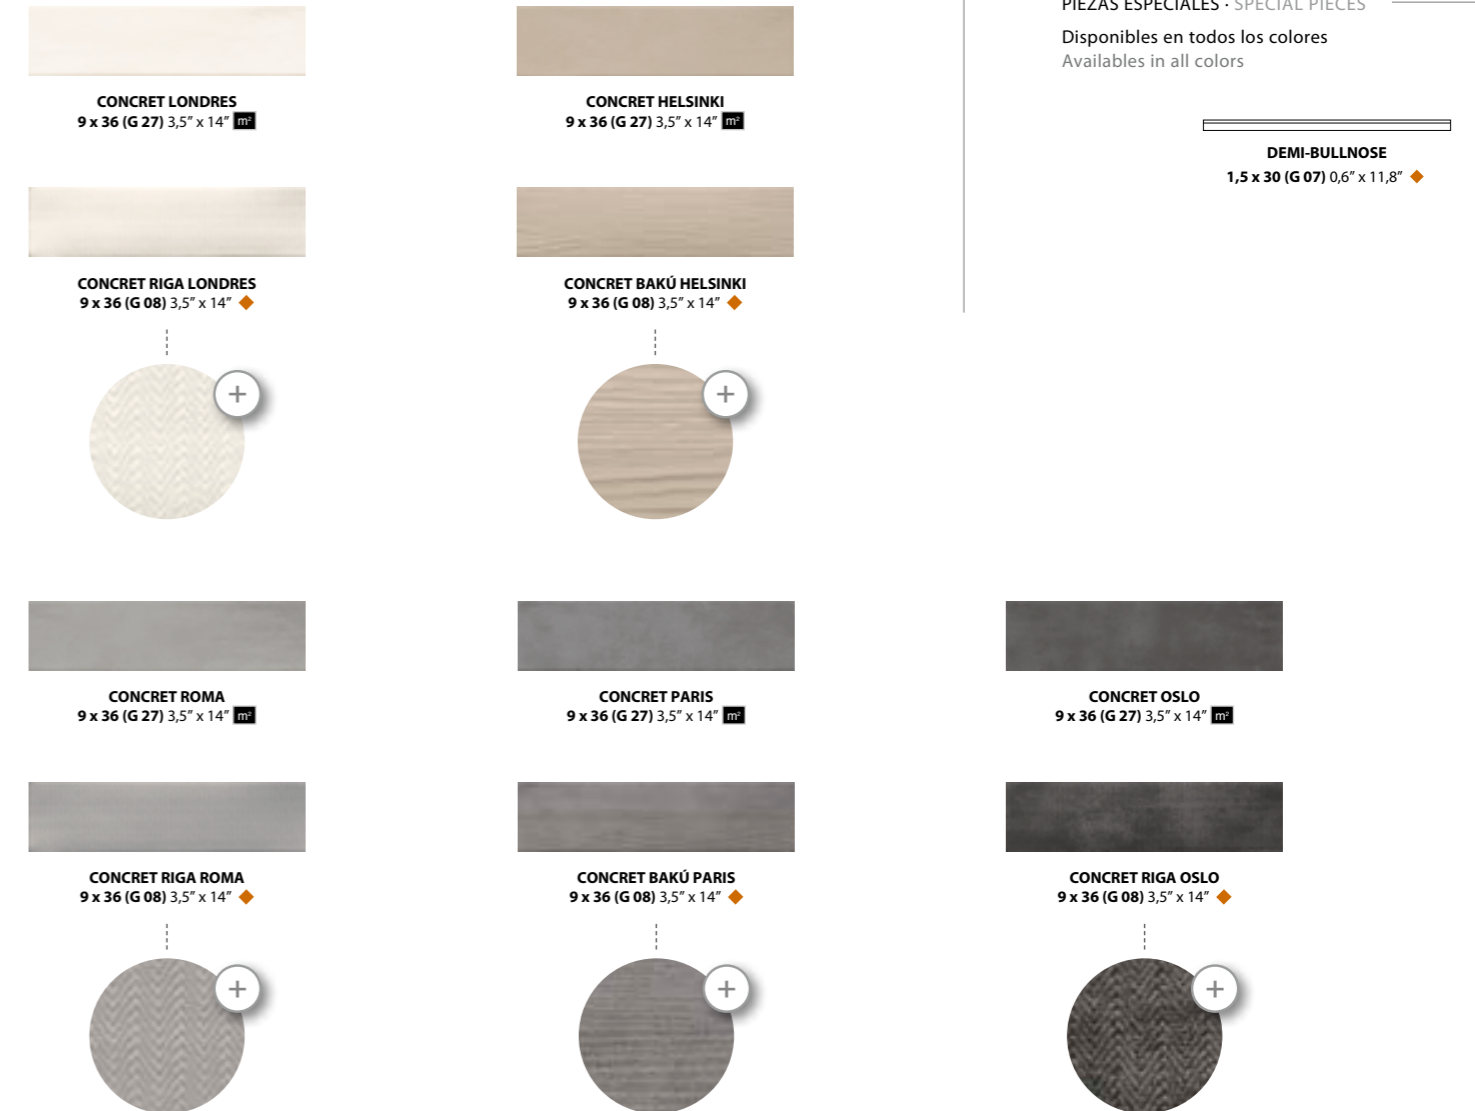 PIEZAS ESPECIALES · SPECIAL PIECES
Disponibles en todos los colores
Availables in all colors
DEMI-BULLNOSE
1,5 x 30 (G 07) 0,6” x 11,8”
CONCRET LONDRES
9 x 36 (G 27) 3,5” x 14” m²
CONCRET HELSINKI
9 x 36 (G 27) 3,5” x 14” m²
CONCRET RIGA LONDRES
9 x 36 (G 08) 3,5” x 14”
CONCRET BAKÚ HELSINKI
9 x 36 (G 08) 3,5” x 14”
CONCRET ROMA
9 x 36 (G 27) 3,5” x 14” m²
CONCRET PARIS
9 x 36 (G 27) 3,5” x 14” m²
CONCRET OSLO
9 x 36 (G 27) 3,5” x 14” m²
CONCRET RIGA ROMA
9 x 36 (G 08) 3,5” x 14”
CONCRET BAKÚ PARIS
9 x 36 (G 08) 3,5” x 14”
CONCRET RIGA OSLO
9 x 36 (G 08) 3,5” x 14”